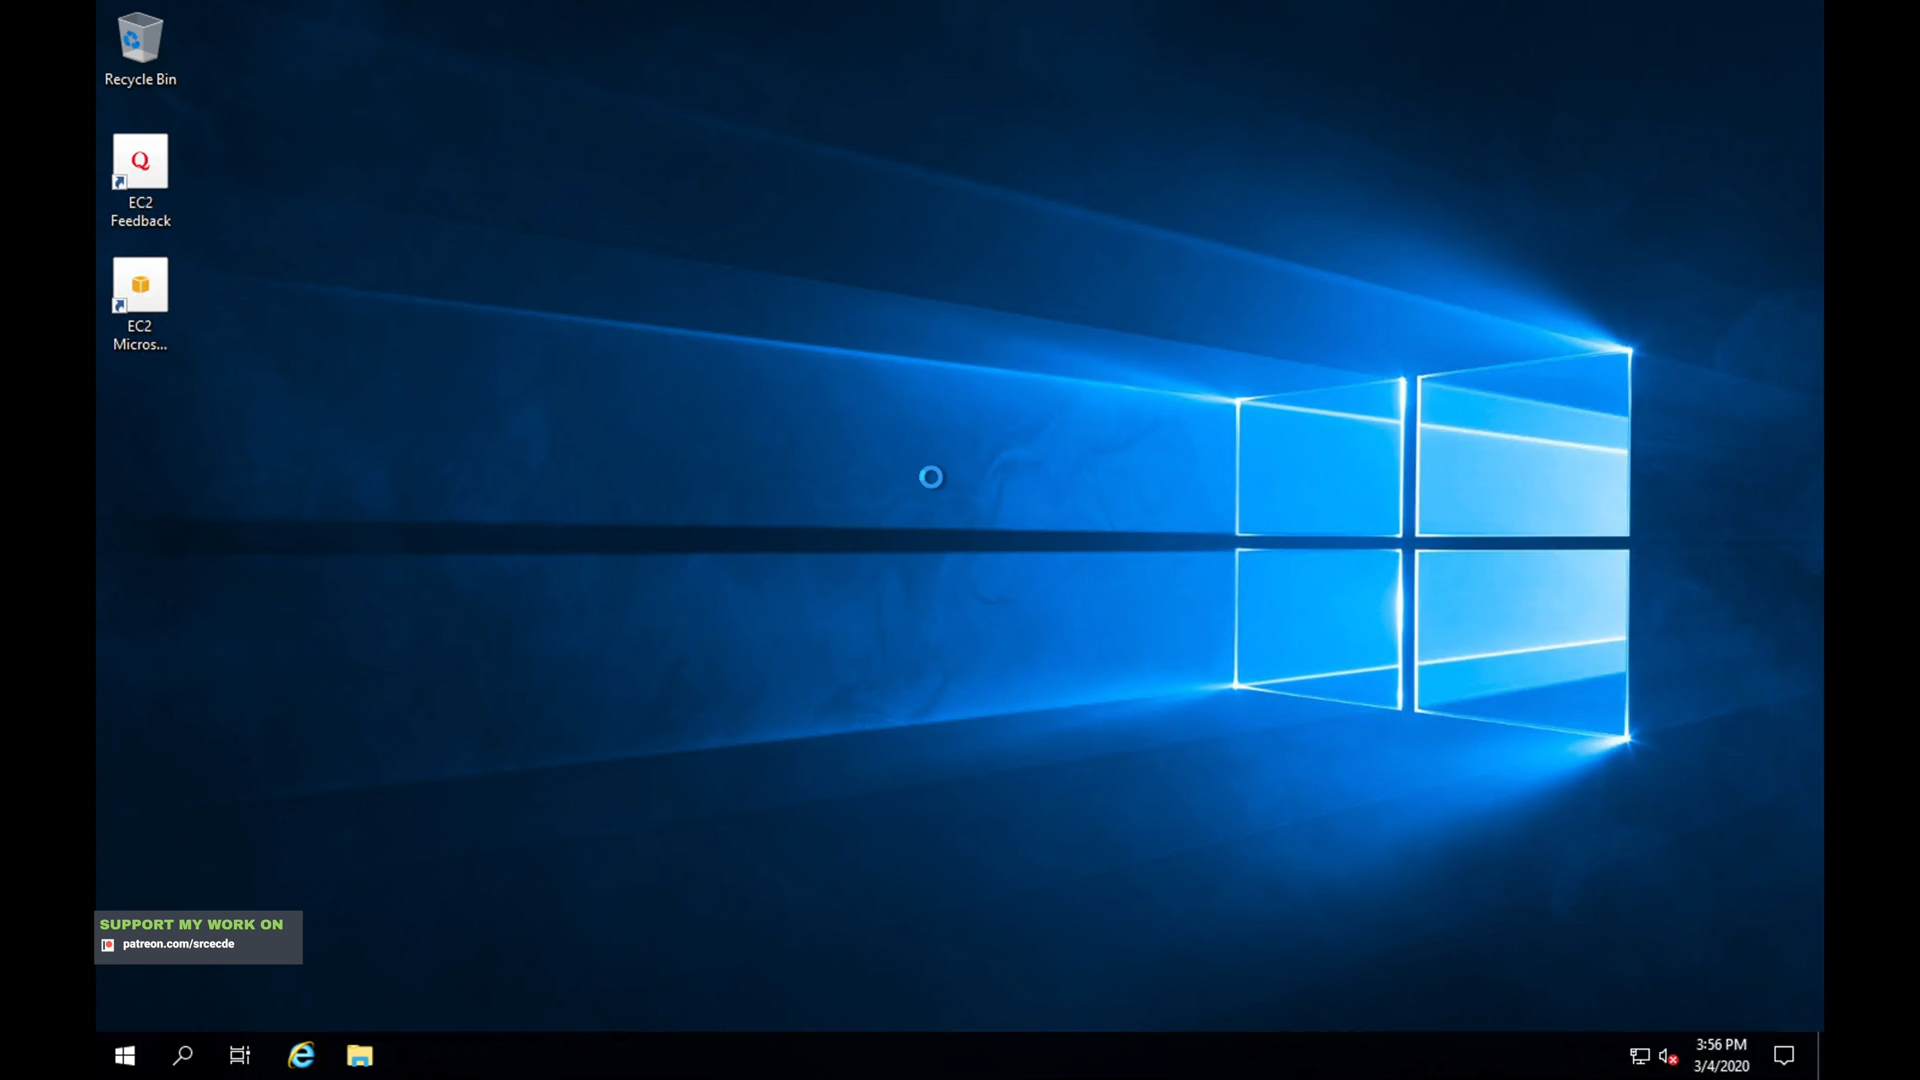 Recycle Bin
Q
EC2
Feedback
EC2
Micros...
SUPPORT MY WORK ON
patreon.com/srcecde
3:56 PM
3/4/2020